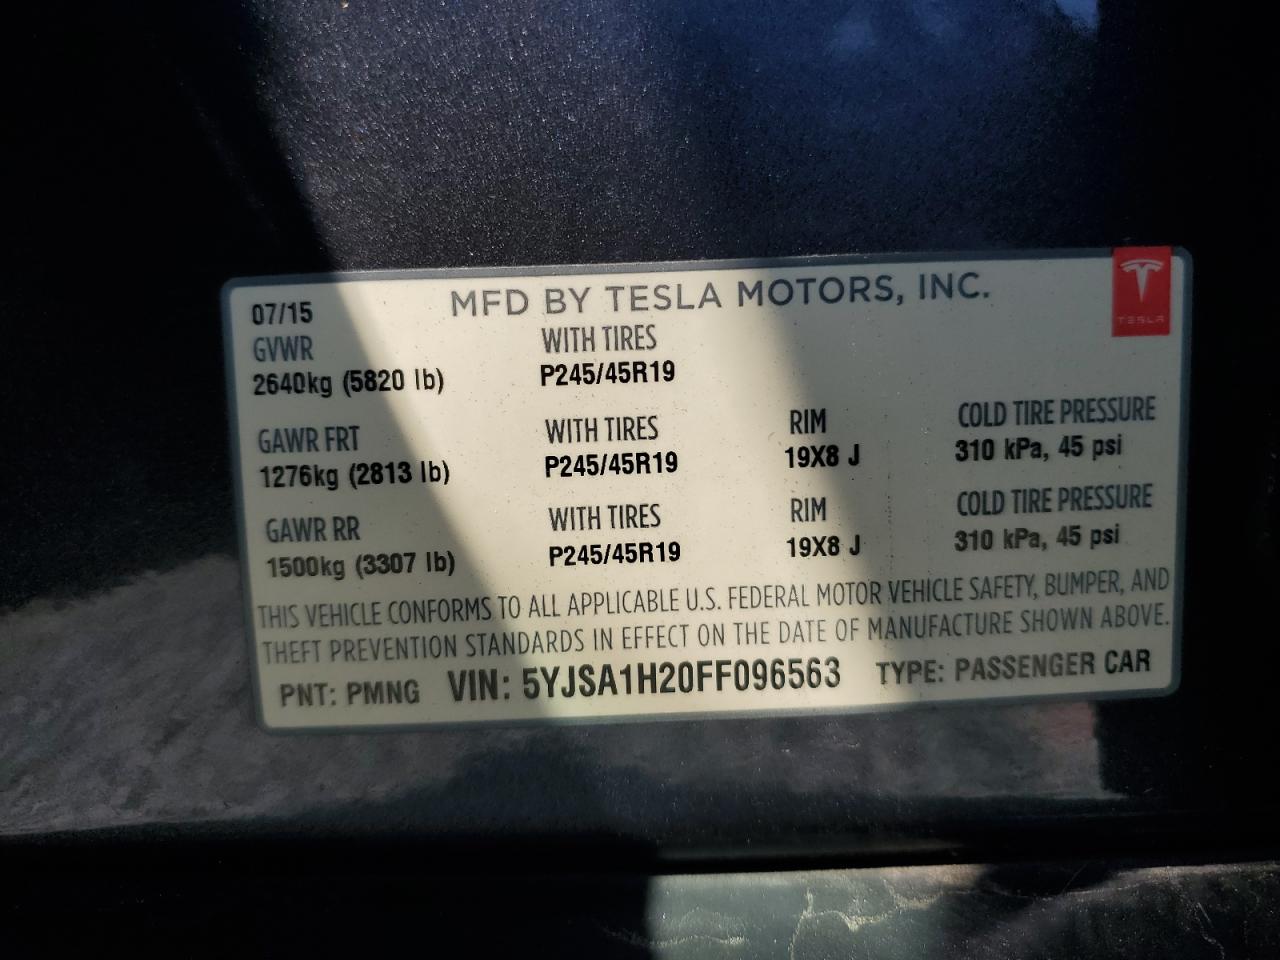 07/15 MFD BY TESLA MOTORS, INC.
TESLA
GVWR WITH TIRES
2640kg (5820 lb) P245/45R19
GAWR FRT WITH TIRES RIM COLD TIRE PRESSURE
1276kg (2813 lb) P245/45R19 19X8 J 310 kPa, 45 psi
GAWR RR WITH TIRES RIM COLD TIRE PRESSURE
1500kg (3307 lb) P245/45R19 19X8 J 310 kPa, 45 psi
THIS VEHICLE CONFORMS TO ALL APPLICABLE U.S. FEDERAL MOTOR VEHICLE SAFETY, BUMPER, AND
THEFT PREVENTION STANDARDS IN EFFECT ON THE DATE OF MANUFACTURE SHOWN ABOVE.
PNT: PMNG VIN: 5YJSA1H20FF096563 TYPE: PASSENGER CAR